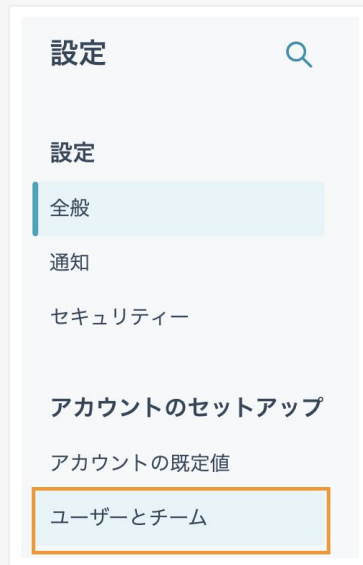 設定
設定
全般
通知
セキュリティー
アカウントのセットアップ
アカウントの既定値
ユーザーとチーム